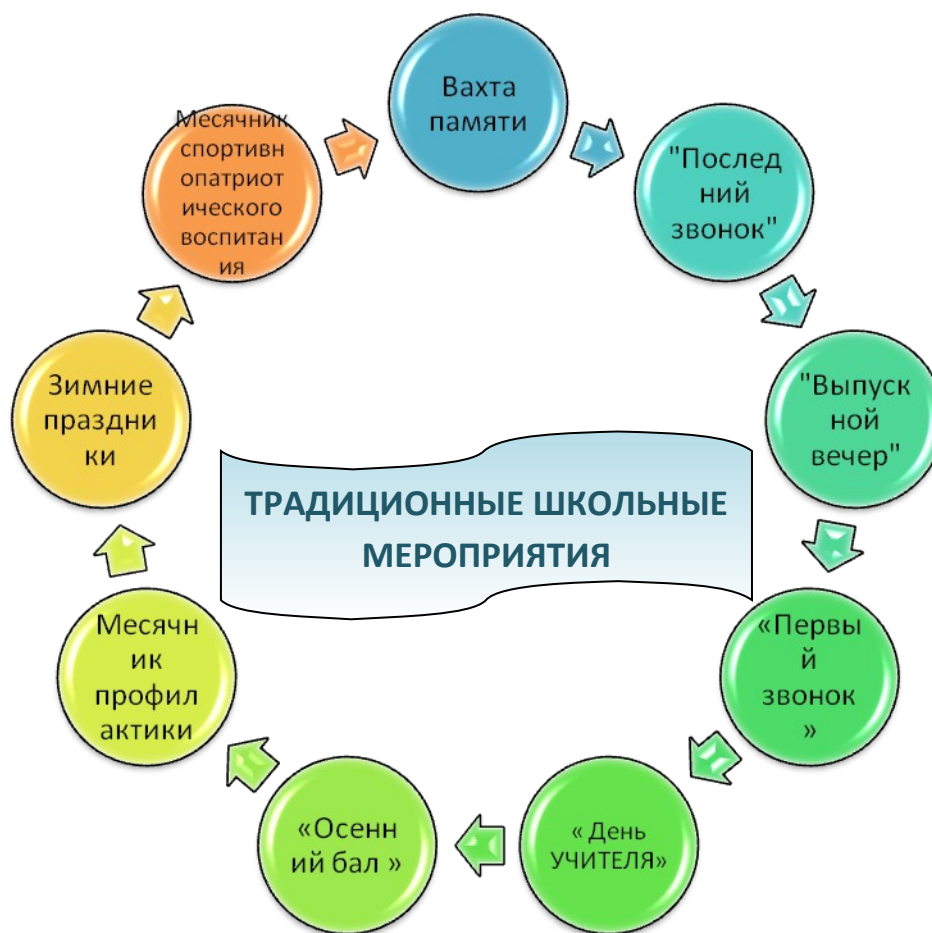 Вахта
памяти
"Послед
ний
звонок"
"Выпуск
ной
вечер"
«Первы
й
звонок
»
« День
УЧИТЕЛЯ»
«Осенн
ий бал »
Месячн
ик
профил
актики
Зимние
праздни
ки
Месячник
спортивн
опатриот
ического
воспитан
ия
ТРАДИЦИОННЫЕ ШКОЛЬНЫЕ
МЕРОПРИЯТИЯ